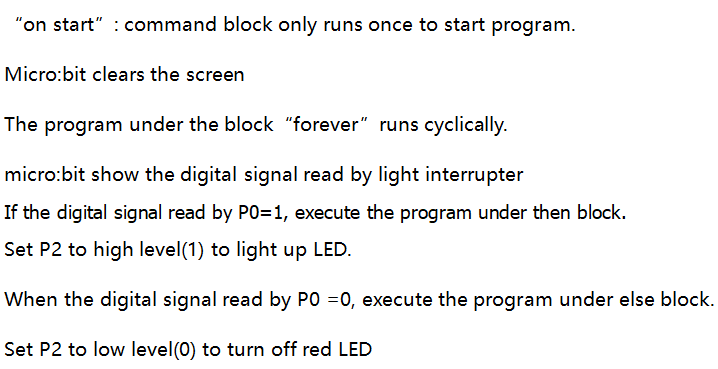 “on start”: command block only runs once to start program.
Micro:bit clears the screen
The program under the block “forever” runs cyclically.
micro:bit show the digital signal read by light interrupter
If the digital signal read by P0=1, execute the program under then block.
Set P2 to high level(1) to light up LED.
When the digital signal read by P0 =0, execute the program under else block.
Set P2 to low level(0) to turn off red LED